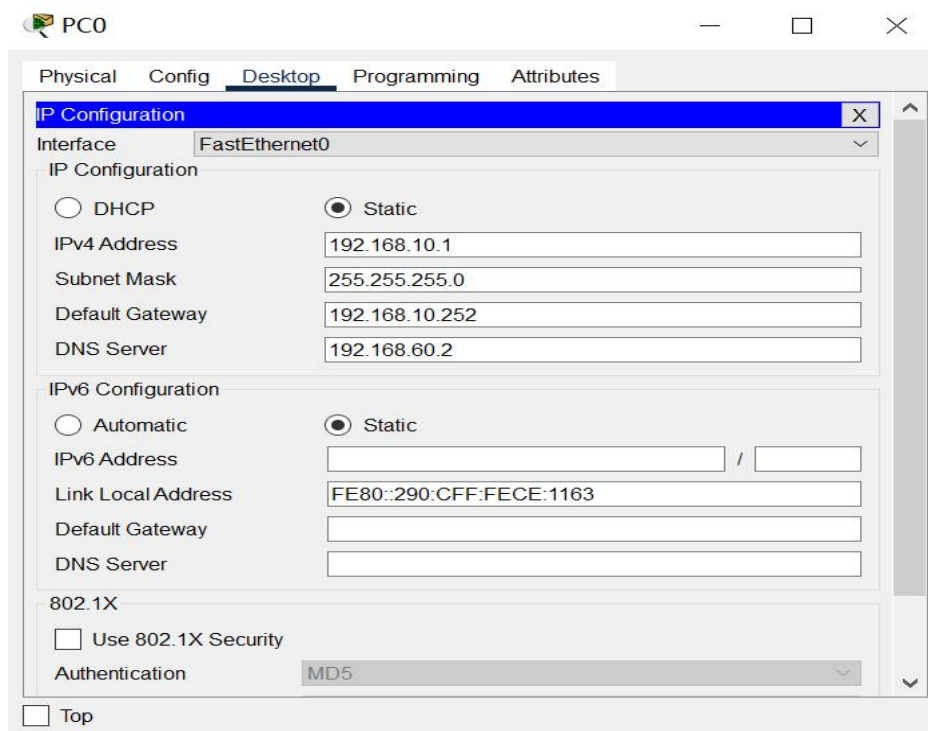 PC0
Physical Config Desktop Programming Attributes
IP Configuration X
Interface FastEthernet0
IP Configuration
DHCP Static
IPv4 Address 192.168.10.1
Subnet Mask 255.255.255.0
Default Gateway 192.168.10.252
DNS Server 192.168.60.2
IPv6 Configuration
Automatic Static
IPv6 Address /
Link Local Address FE80::290:CFF:FECE:1163
Default Gateway
DNS Server
802.1X
Use 802.1X Security
Authentication MD5
Top